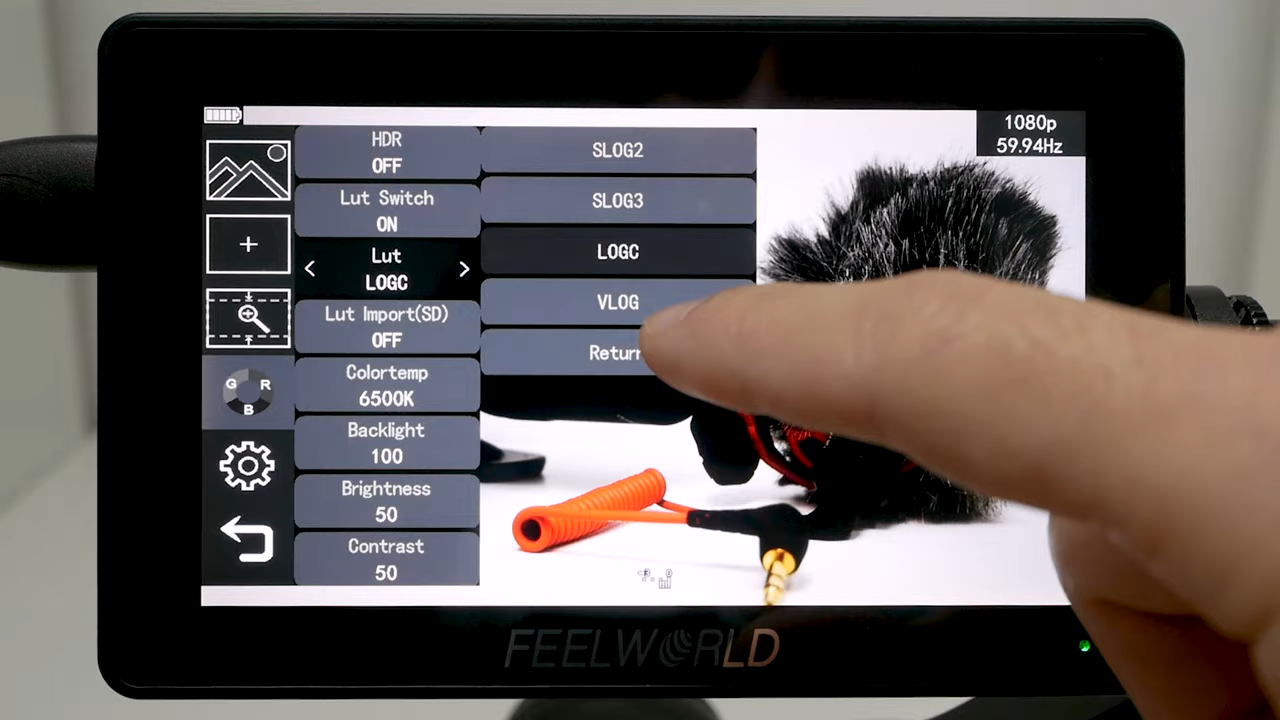 1080p
59.94Hz
HDR
OFF
Lut Switch
ON
Lut
< LOGC >
Lut Import(SD)
OFF
Colortemp
6500K
Backlight
100
Brightness
50
Contrast
50
SLOG2
SLOG3
LOGC
VLOG
Return
+
G R
B
FEELWORLD